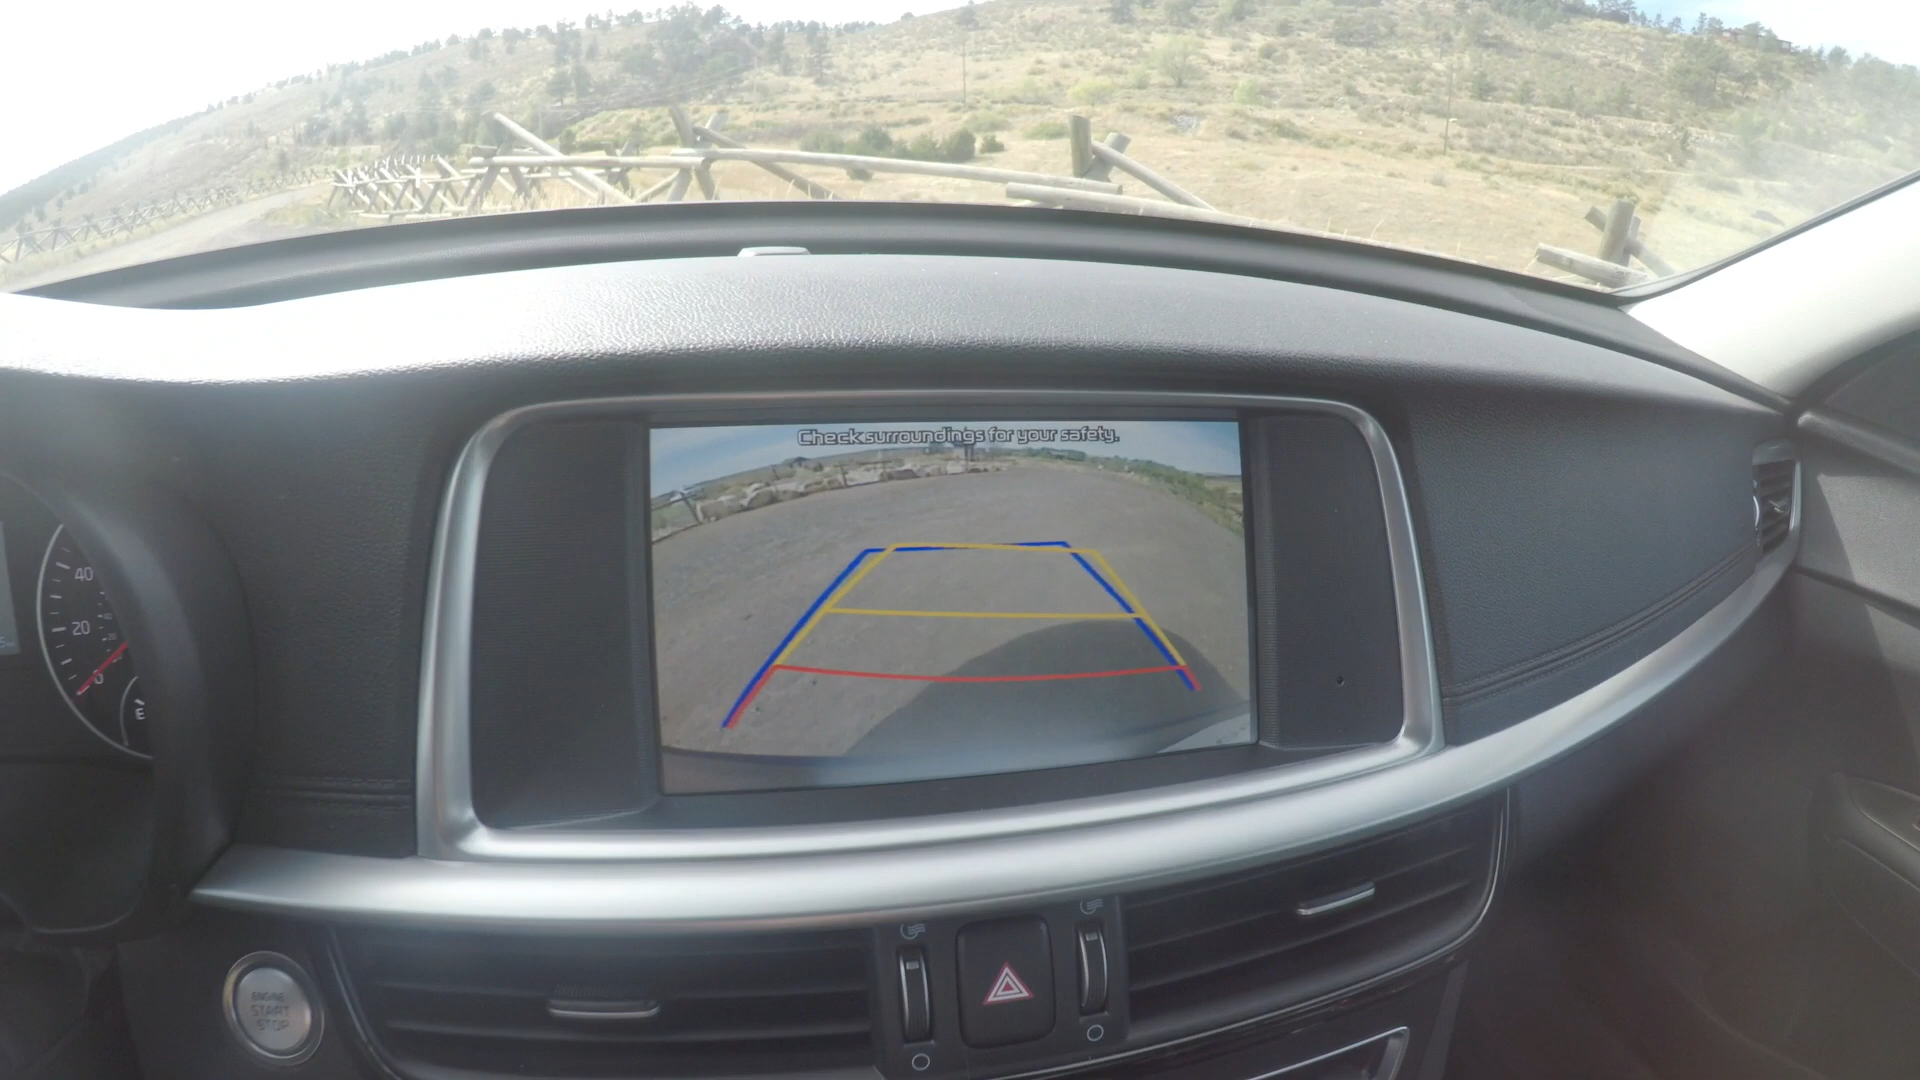 Check surroundings for your safety.
40
20
0
E
ENGINE
START
STOP